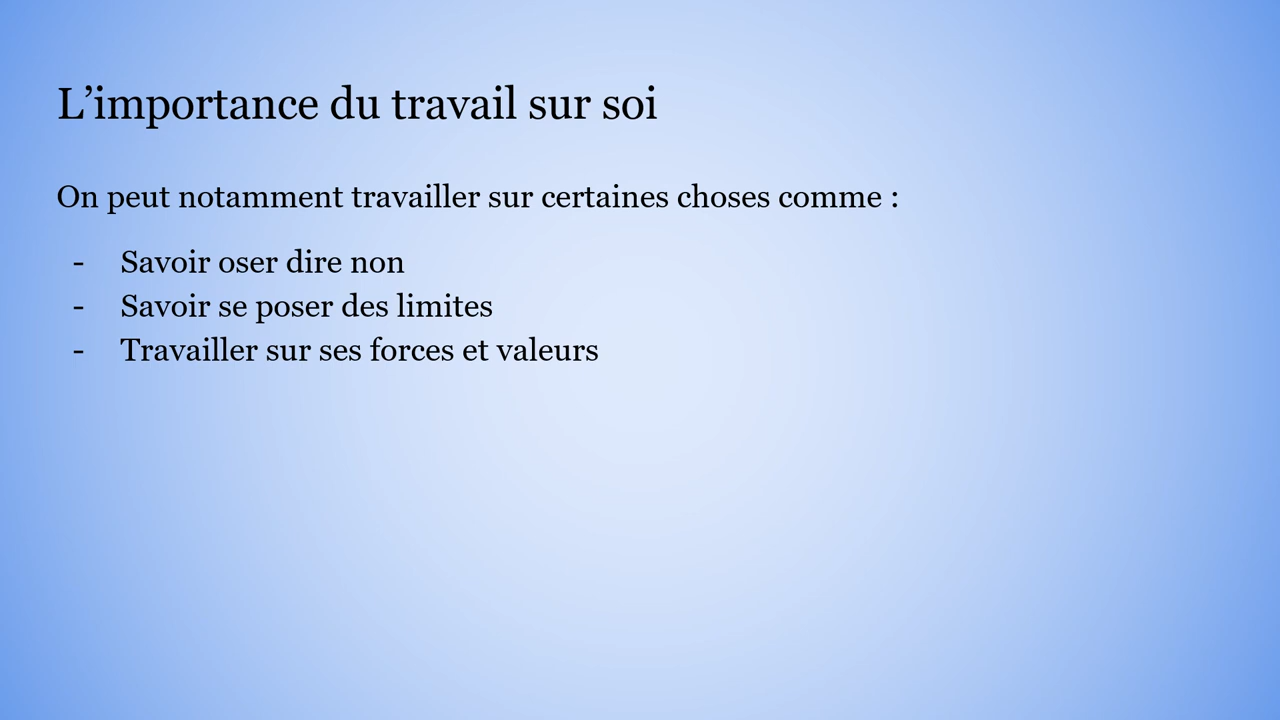 L’importance du travail sur soi
On peut notamment travailler sur certaines choses comme :
- Savoir oser dire non
- Savoir se poser des limites
- Travailler sur ses forces et valeurs